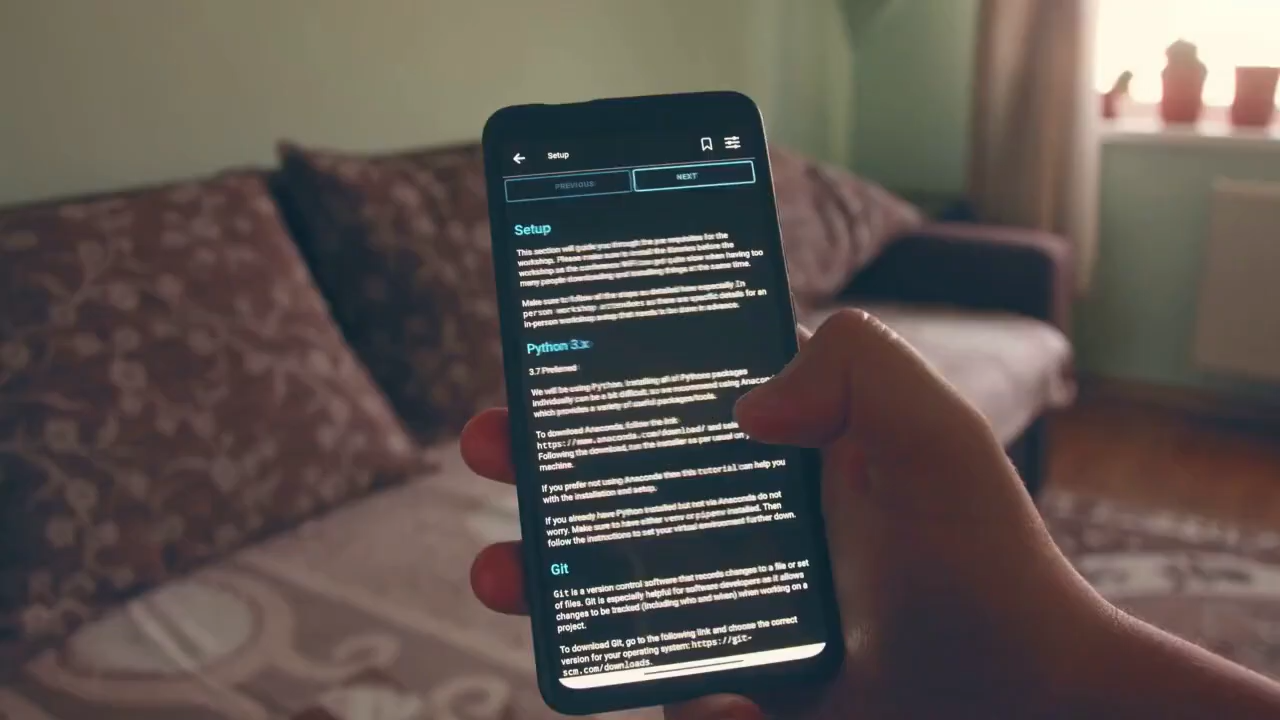 Setup
PREVIOUS
NEXT
Setup
This section will guide you through the pre requisites for the
workshop. Please make sure to install the libraries before the
workshop as the conference will get quite slow when having too
many people downloading and installing things at the same time.
Make sure to follow all the steps as detailed here especially In
person workshop attendees as there are specific details for an
in-person workshop setup that needs to be done in advance.
Python 3.x
3.7 Preferred
We will be using Python. Installing all of Pythons packages
individually can be a bit difficult, so we recommend using
which provides a variety of useful packages/tools.
To download Anaconda, follow the link
https://www.anaconda.com/download/ and
Following the download, run the installer as per usual on
machine.
If you prefer not using Anaconda then this tutorial can help you
with the installation and setup.
If you already have Python installed but not via Anaconda do not
worry. Make sure to have either venv or pipenv installed. Then
follow the instructions to set your virtual environment further down.
Git
Git is a version control software that records changes to a file or set
of files. Git is especially helpful for software developers as it allows
changes to be tracked (including who and when) when working on a
project.
To download Git, go to the following link and choose the correct
version for your operating system: https://git-
scm.com/downloads.